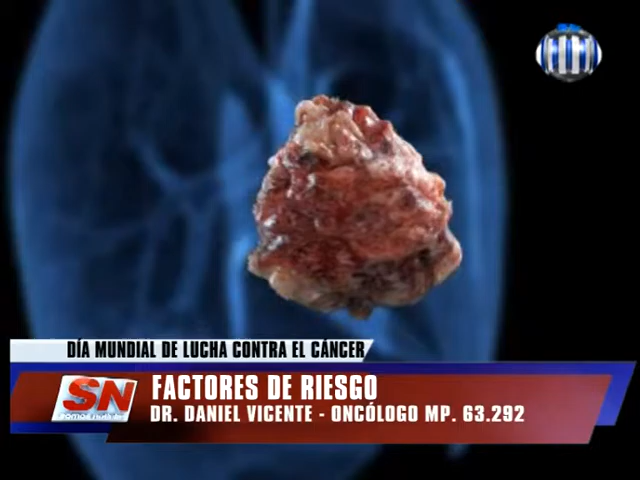 DÍA MUNDIAL DE LUCHA CONTRA EL CÁNCER
FACTORES DE RIESGO
SN
DR. DANIEL VICENTE - ONCÓLOGO MP. 63.292